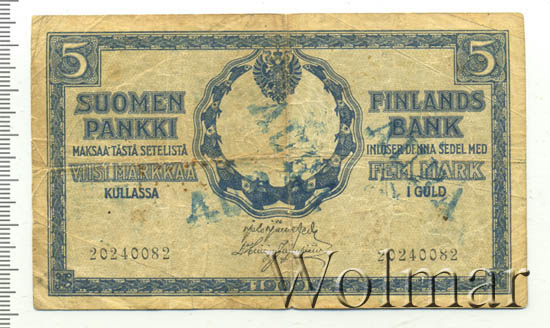 5 5
SUOMEN
PANKKI
MAKSAA TÄSTÄ SETELISTÄ
VIISI MARKKAA
KULLASSA
FINLANDS
BANK
INLÖSER DENNA SEDEL MED
FEM MARK
I GULD
20240082 20240082
1909
Wolmar